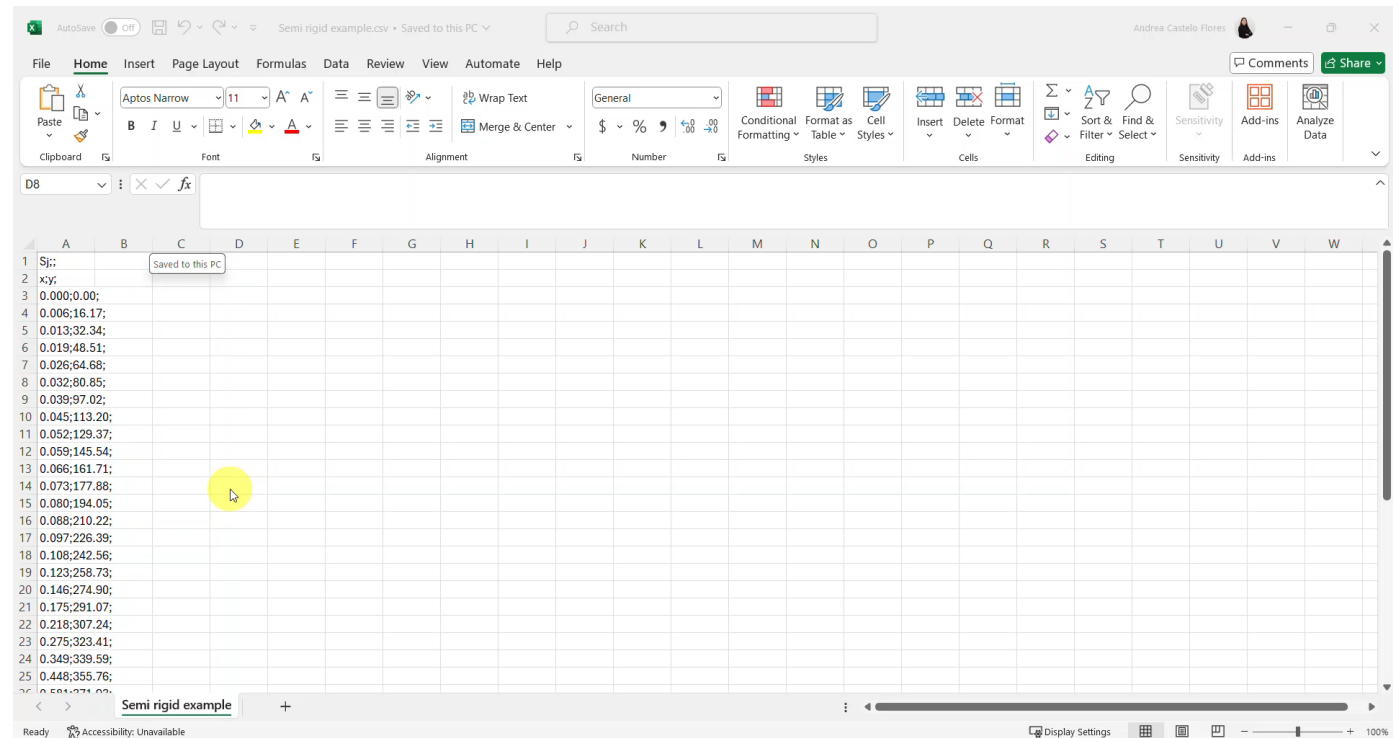 AutoSave Off Semi rigid example.csv • Saved to this PC Search Andrea Castelo Flores
File Home Insert Page Layout Formulas Data Review View Automate Help Comments Share
Paste
Clipboard
Aptos Narrow 11 A A
B I U A
Font
Wrap Text
Merge & Center
Alignment
General
$ % 9 .00 .00
Number
Conditional Formatting
Format as Table
Cell Styles
Styles
Insert Delete Format
Cells
Sort & Filter
Find & Select
Editing
Sensitivity
Sensitivity
Add-ins
Add-ins
Analyze Data
D8 fx
A B C D E F G H I J K L M N O P Q R S T U V W
1 Sj;;
Saved to this PC
2 x;y;
3 0.000;0.00;
4 0.006;16.17;
5 0.013;32.34;
6 0.019;48.51;
7 0.026;64.68;
8 0.032;80.85;
9 0.039;97.02;
10 0.045;113.20;
11 0.052;129.37;
12 0.059;145.54;
13 0.066;161.71;
14 0.073;177.88;
15 0.080;194.05;
16 0.088;210.22;
17 0.097;226.39;
18 0.108;242.56;
19 0.123;258.73;
20 0.146;274.90;
21 0.175;291.07;
22 0.218;307.24;
23 0.275;323.41;
24 0.349;339.59;
25 0.448;355.76;
Semi rigid example
Ready Accessibility: Unavailable Display Settings 100%